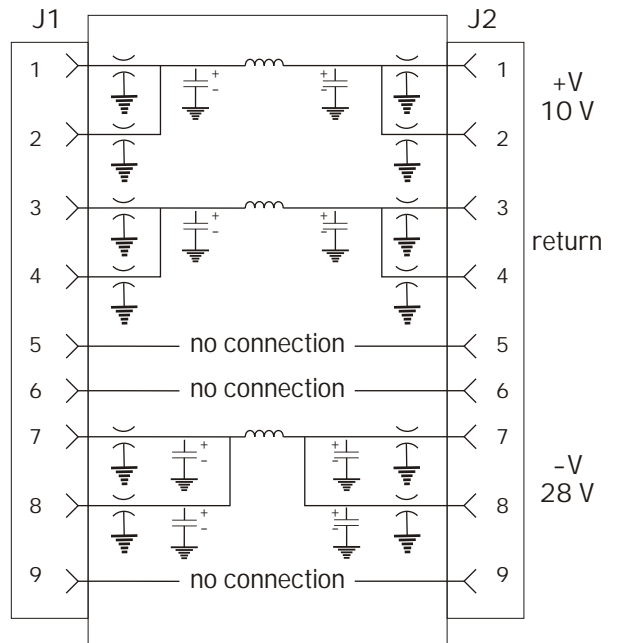 J1 J2
1 + + 1
- -
+V
10 V
2 2
3 + + 3
- -
return
4 4
5 no connection 5
6 no connection 6
7 + + 7
- -
-V
28 V
8 + + 8
- -
9 no connection 9